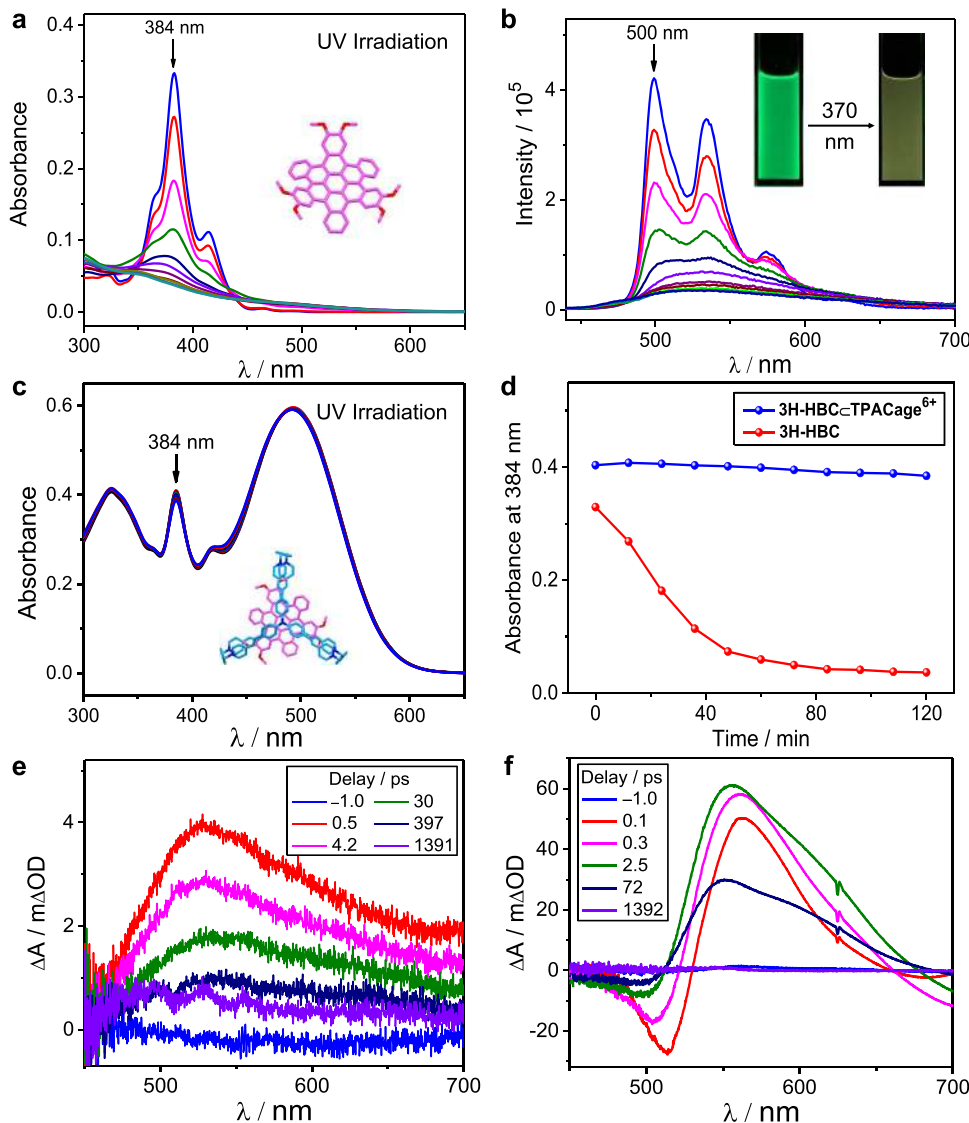 a
384 nm
UV Irradiation
Absorbance
0.4
0.3
0.2
0.1
0.0
300
400
500
600
λ / nm
b
500 nm
370
nm
Intensity / 10⁵
4
2
0
500
600
700
λ / nm
c
384 nm
UV Irradiation
Absorbance
0.6
0.4
0.2
0.0
300
400
500
600
λ / nm
d
3H-HBC⊂TPACage⁶⁺
3H-HBC
Absorbance at 384 nm
0.4
0.2
0.0
0
40
80
120
Time / min
e
Delay / ps
–1.0
30
0.5
397
4.2
1391
ΔA / mΔOD
4
2
0
500
600
700
λ / nm
f
Delay / ps
–1.0
0.1
0.3
2.5
72
1392
ΔA / mΔOD
60
40
20
0
-20
500
600
700
λ / nm